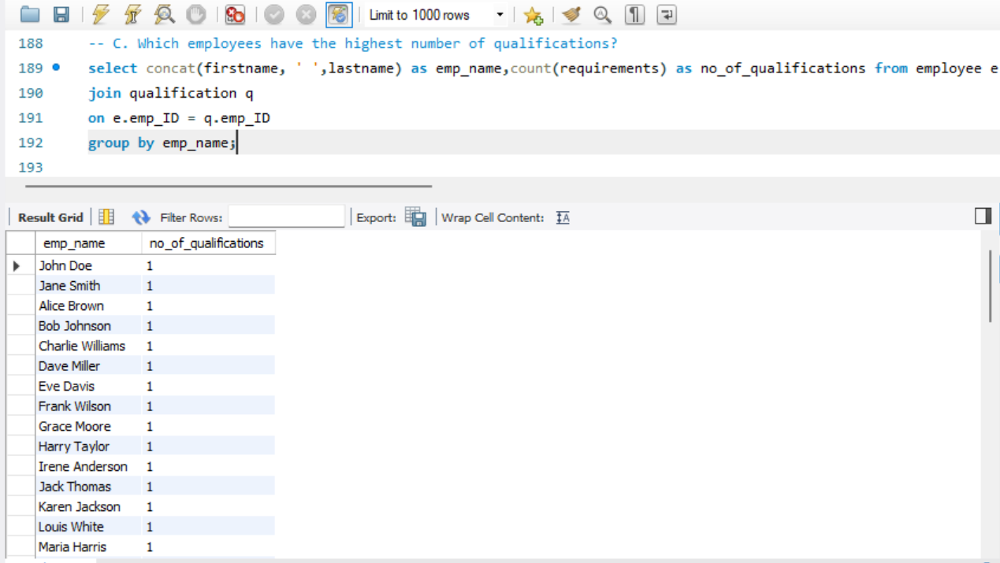 Limit to 1000 rows
188 -- C. Which employees have the highest number of qualifications?
189 select concat(firstname, ' ',lastname) as emp_name,count(requirements) as no_of_qualifications from employee e
190 join qualification q
191 on e.emp_ID = q.emp_ID
192 group by emp_name;
193
Result Grid Filter Rows: Export: Wrap Cell Content: IA
emp_name no_of_qualifications
John Doe 1
Jane Smith 1
Alice Brown 1
Bob Johnson 1
Charlie Williams 1
Dave Miller 1
Eve Davis 1
Frank Wilson 1
Grace Moore 1
Harry Taylor 1
Irene Anderson 1
Jack Thomas 1
Karen Jackson 1
Louis White 1
Maria Harris 1